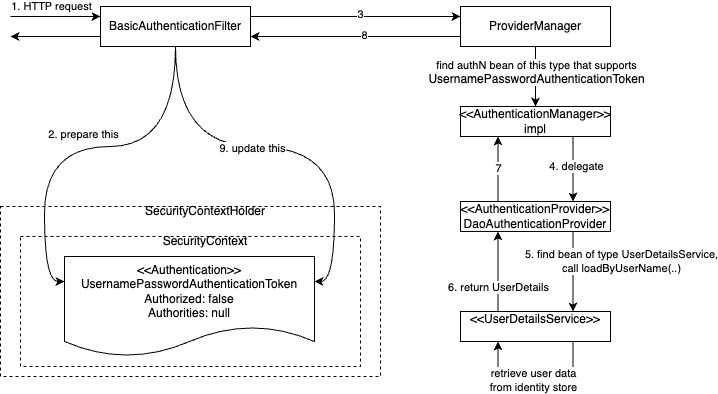 1. HTTP request
BasicAuthenticationFilter
3
8
ProviderManager
find authN bean of this type that supports
UsernamePasswordAuthenticationToken
<<AuthenticationManager>>
impl
2. prepare this
9. update this
7
4. delegate
SecurityContextHolder
<<AuthenticationProvider>>
DaoAuthenticationProvider
SecurityContext
5. find bean of type UserDetailsService,
call loadByUserName(..)
<<Authentication>>
UsernamePasswordAuthenticationToken
Authorized: false
Authorities: null
6. return UserDetails
<<UserDetailsService>>
retrieve user data
from identity store